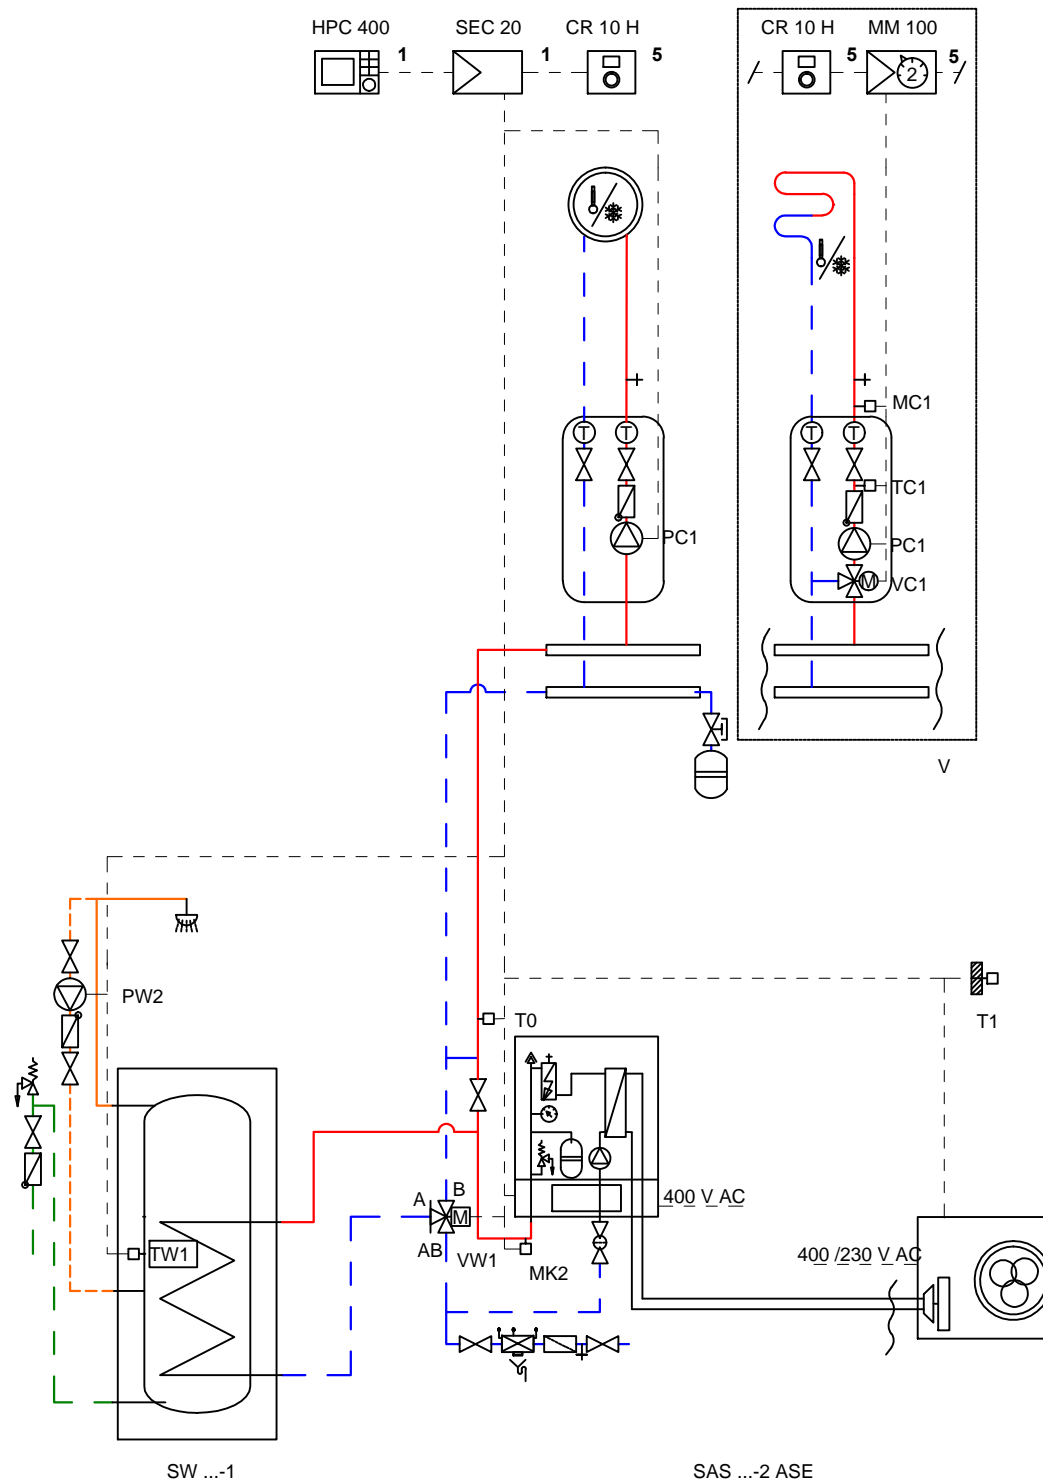 HPC 400 SEC 20 CR 10 H CR 10 H MM 100
1 1 5 5 5
2
MC1
T T T T
TC1
PC1 PC1
M VC1
V
PW2
T1
T0
A B 400 V AC
M
AB VW1 400 /230 V AC
TW1 MK2
SW ...-1 SAS ...-2 ASE